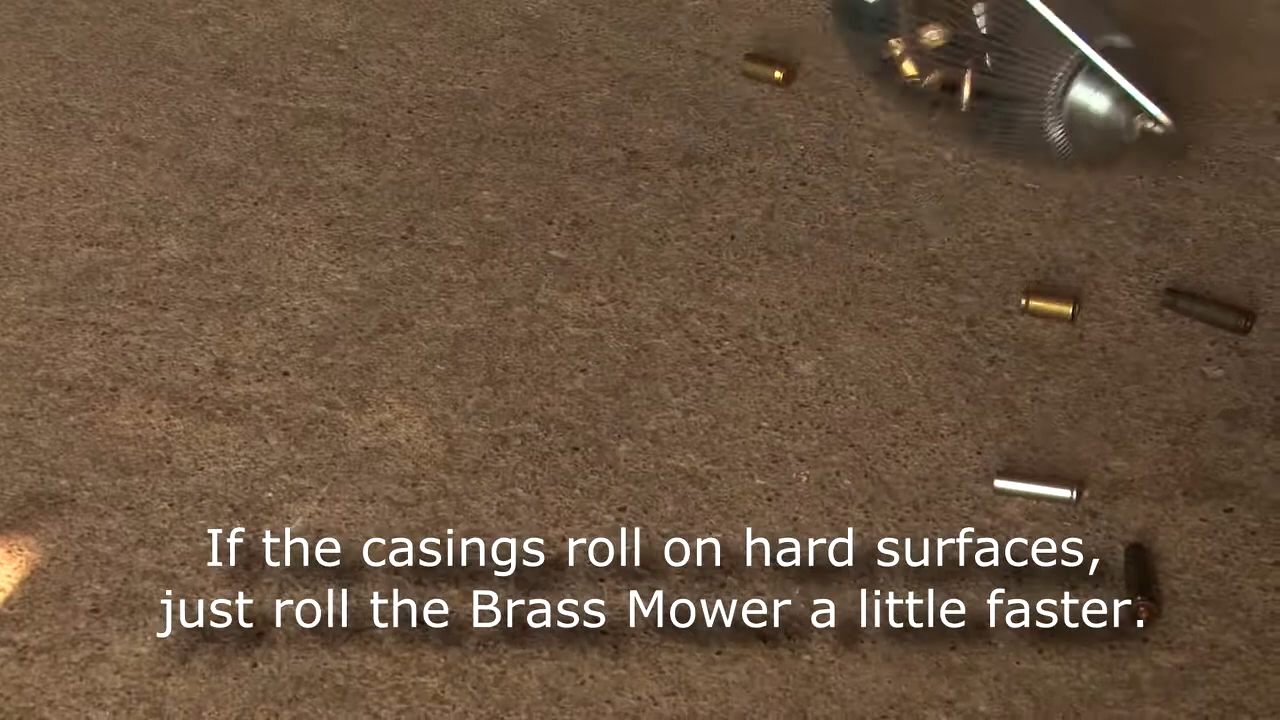 If the casings roll on hard surfaces,
just roll the Brass Mower a little faster.